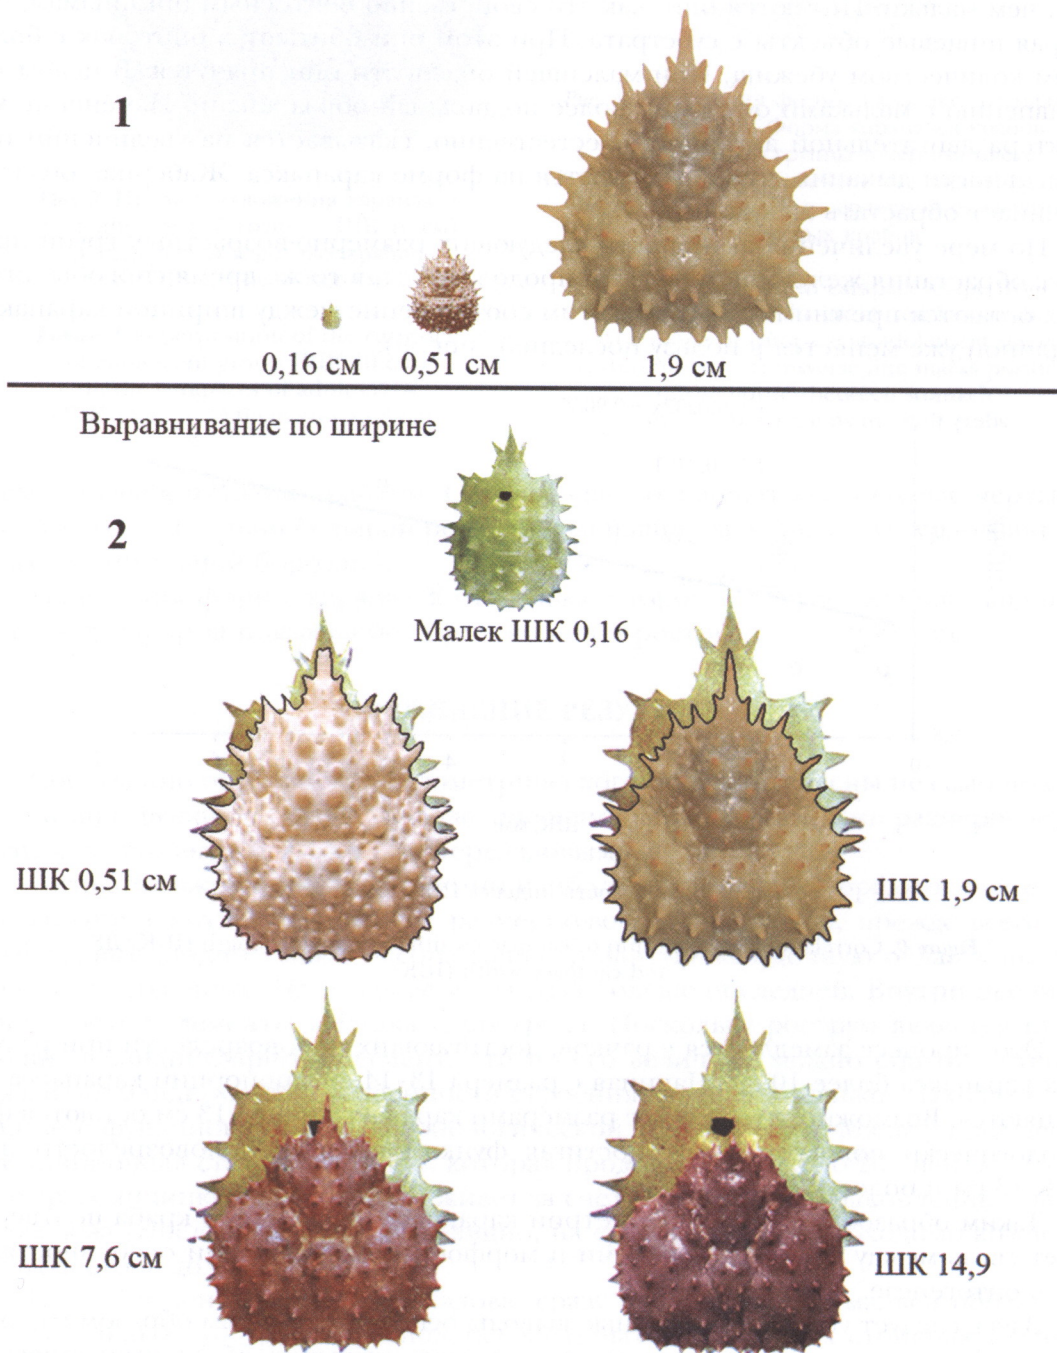 1
0,16 см 0,51 см 1,9 см
Выравнивание по ширине
2
Малек ШК 0,16
ШК 0,51 см ШК 1,9 см
ШК 7,6 см ШК 14,9